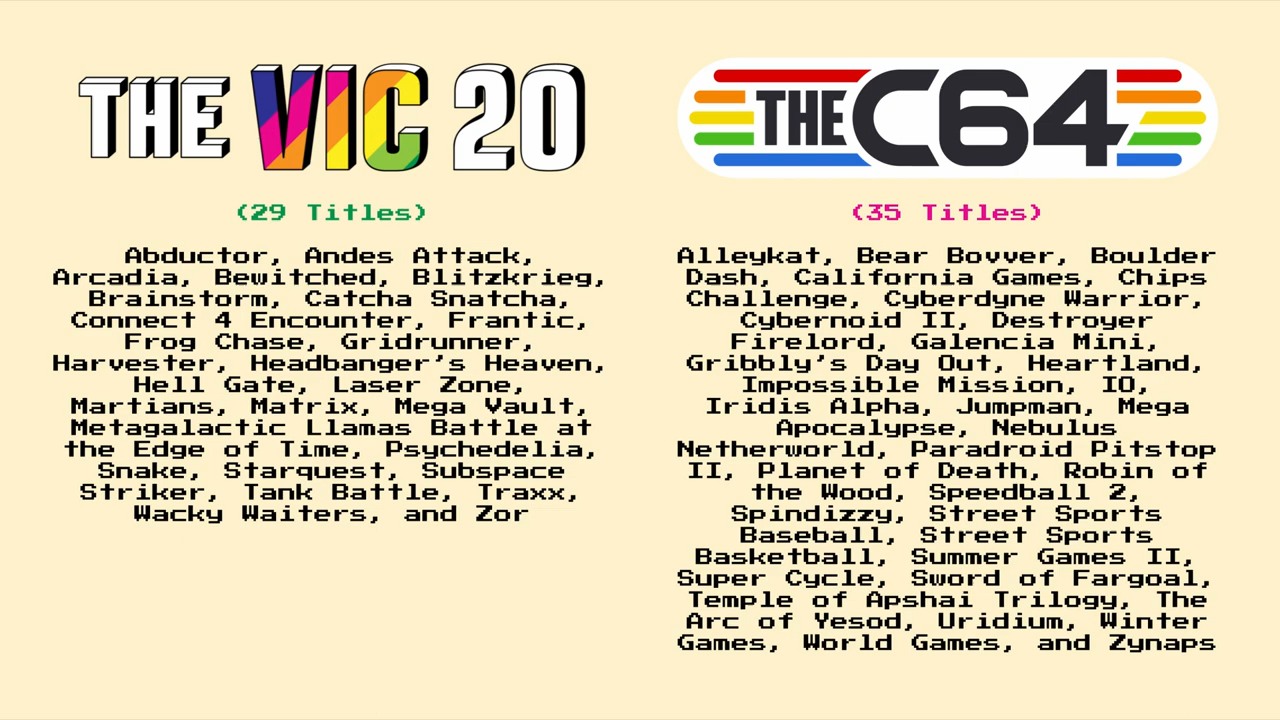 THE VIC 20
(29 Titles)
Abductor, Andes Attack,
Arcadia, Bewitched, Blitzkrieg,
Brainstorm, Catcha Snatcha,
Connect 4 Encounter, Frantic,
Frog Chase, Gridrunner,
Harvester, Headbanger's Heaven,
Hell Gate, Laser Zone,
Martians, Matrix, Mega Vault,
Metagalactic Llamas Battle at
the Edge of Time, Psychedelia,
Snake, Starquest, Subspace
Striker, Tank Battle, Traxx,
Wacky Waiters, and Zor
THEC64
(35 Titles)
Alleykat, Bear Bovver, Boulder
Dash, California Games, Chips
Challenge, Cyberdyne Warrior,
Cybernoid II, Destroyer
Firelord, Galencia Mini,
Gribbly's Day Out, Heartland,
Impossible Mission, IO,
Iridis Alpha, Jumpman, Mega
Apocalypse, Nebulus
Netherworld, Paradroid Pitstop
II, Planet of Death, Robin of
the Wood, Speedball 2,
Spindizzy, Street Sports
Baseball, Street Sports
Basketball, Summer Games II,
Super Cycle, Sword of Fargoal,
Temple of Apshai Trilogy, The
Arc of Yesod, Uridium, Winter
Games, World Games, and Zynaps